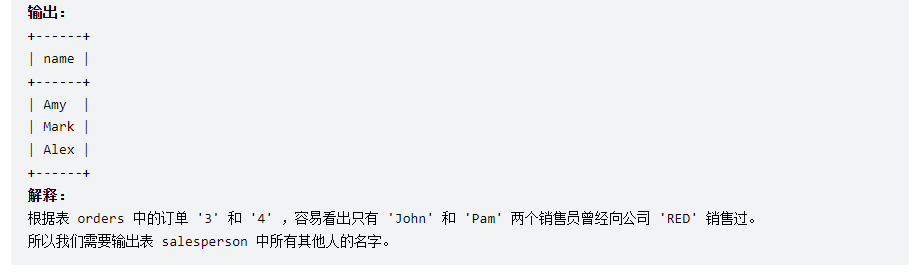 输出：
+------+
| name |
+------+
| Amy  |
| Mark |
| Alex |
+------+
解释：
根据表 orders 中的订单 '3' 和 '4' ，容易看出只有 'John' 和 'Pam' 两个销售员曾经向公司 'RED' 销售过。
所以我们需要输出表 salesperson 中所有其他人的名字。